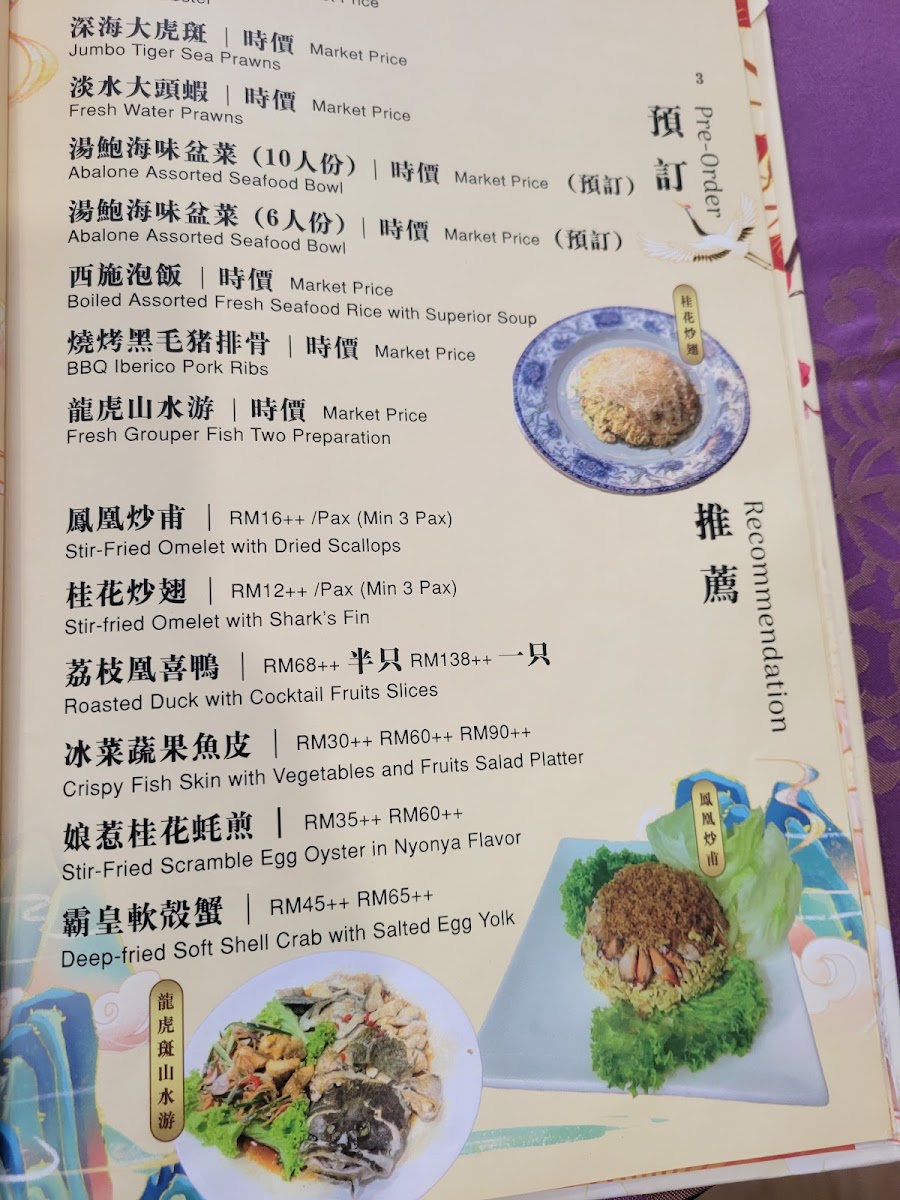 深海大虎斑 | 時價 Market Price
Jumbo Tiger Sea Prawns
淡水大頭蝦 | 時價 Market Price
Fresh Water Prawns
湯鮑海味盆菜（10人份）| 時價 Market Price （預訂）
Abalone Assorted Seafood Bowl
湯鮑海味盆菜（6人份）| 時價 Market Price （預訂）
Abalone Assorted Seafood Bowl
西施泡飯 | 時價 Market Price
Boiled Assorted Fresh Seafood Rice with Superior Soup
燒烤黑毛豬排骨 | 時價 Market Price
BBQ Iberico Pork Ribs
龍虎山水游 | 時價 Market Price
Fresh Grouper Fish Two Preparation
3
預訂
Pre-Order
桂花炒翅
鳳凰炒甫 | RM16++ /Pax (Min 3 Pax)
Stir-Fried Omelet with Dried Scallops
桂花炒翅 | RM12++ /Pax (Min 3 Pax)
Stir-fried Omelet with Shark's Fin
荔枝凰喜鴨 | RM68++ 半只 RM138++ 一只
Roasted Duck with Cocktail Fruits Slices
冰菜蔬果魚皮 | RM30++ RM60++ RM90++
Crispy Fish Skin with Vegetables and Fruits Salad Platter
娘惹桂花蚝煎 | RM35++ RM60++
Stir-Fried Scramble Egg Oyster in Nyonya Flavor
霸皇軟殼蟹 | RM45++ RM65++
Deep-fried Soft Shell Crab with Salted Egg Yolk
推薦
Recommendation
鳳凰炒甫
龍虎斑山水游